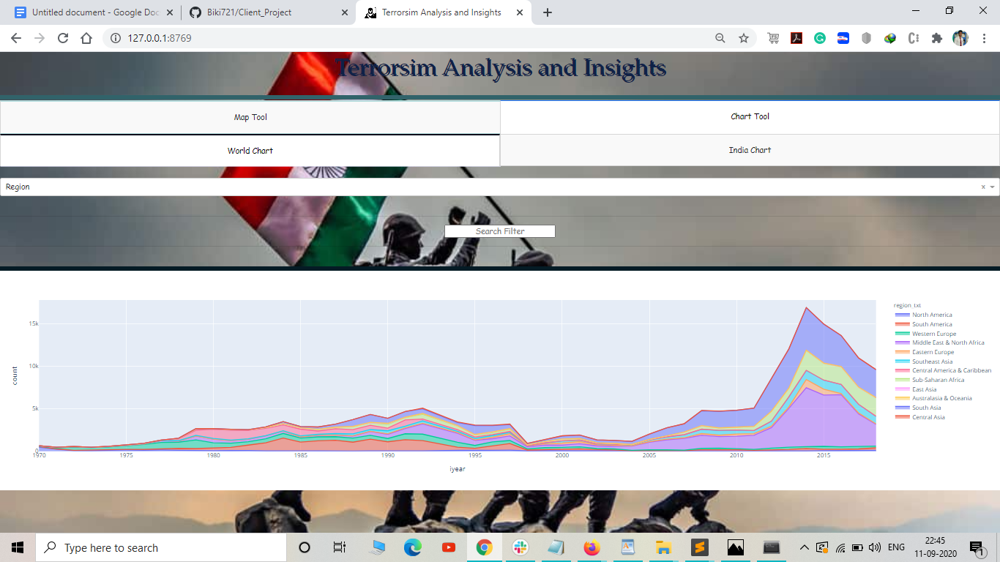 Untitled document - Google Doc
Biki721/Client_Project
Terrorsim Analysis and Insights
127.0.0.1:8769
Terrorsim Analysis and Insights
Map Tool
Chart Tool
World Chart
India Chart
Region
Search Filter
region_txt
North America
South America
Western Europe
Middle East & North Africa
Eastern Europe
Southeast Asia
Central America & Caribbean
Sub-Saharan Africa
East Asia
Australasia & Oceania
South Asia
Central Asia
15k
10k
5k
0
count
1970
1975
1980
1985
1990
1995
2000
2005
2010
2015
iyear
Type here to search
ENG
22:45
11-09-2020
1